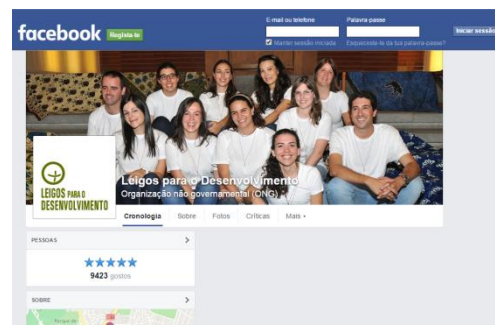 facebook
Regista-te
E-mail ou telefone
Palavra-passe
Iniciar sessão
Manter sessão iniciada
Esqueceste-te da tua palavra-passe?
LEIGOS PARA O
DESENVOLVIMENTO
Leigos para o Desenvolvimento
Organização não governamental (ONG)
Cronologia
Sobre
Fotos
Críticas
Mais
PESSOAS
9423 gostos
SOBRE
Parque da